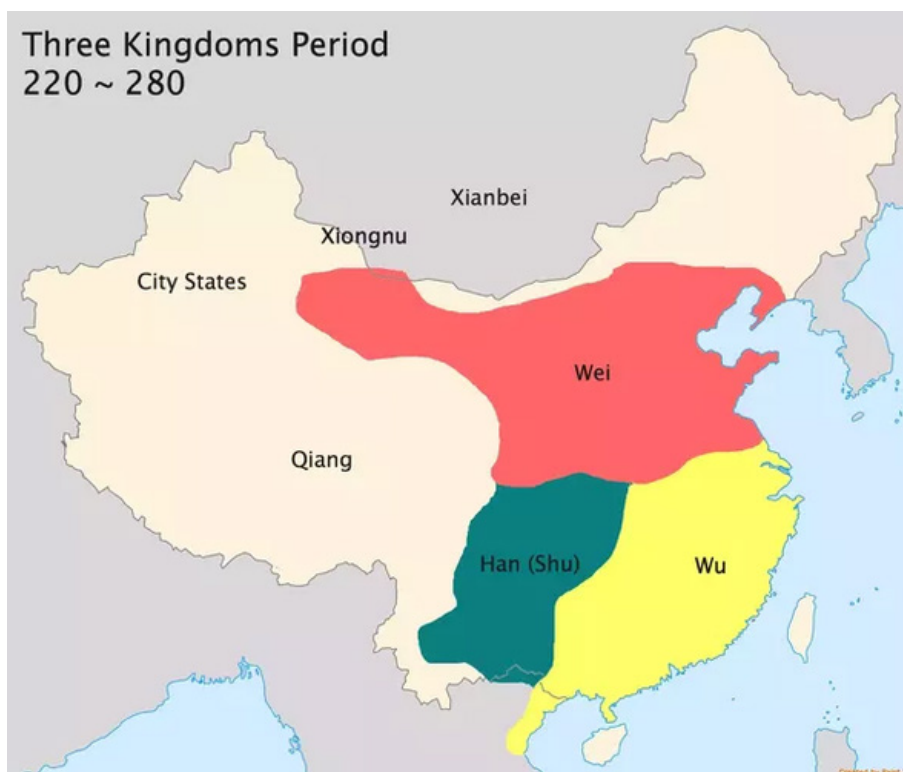 Three Kingdoms Period
220 ~ 280
Xianbei
Xiongnu
City States
Wei
Qiang
Han (Shu)
Wu